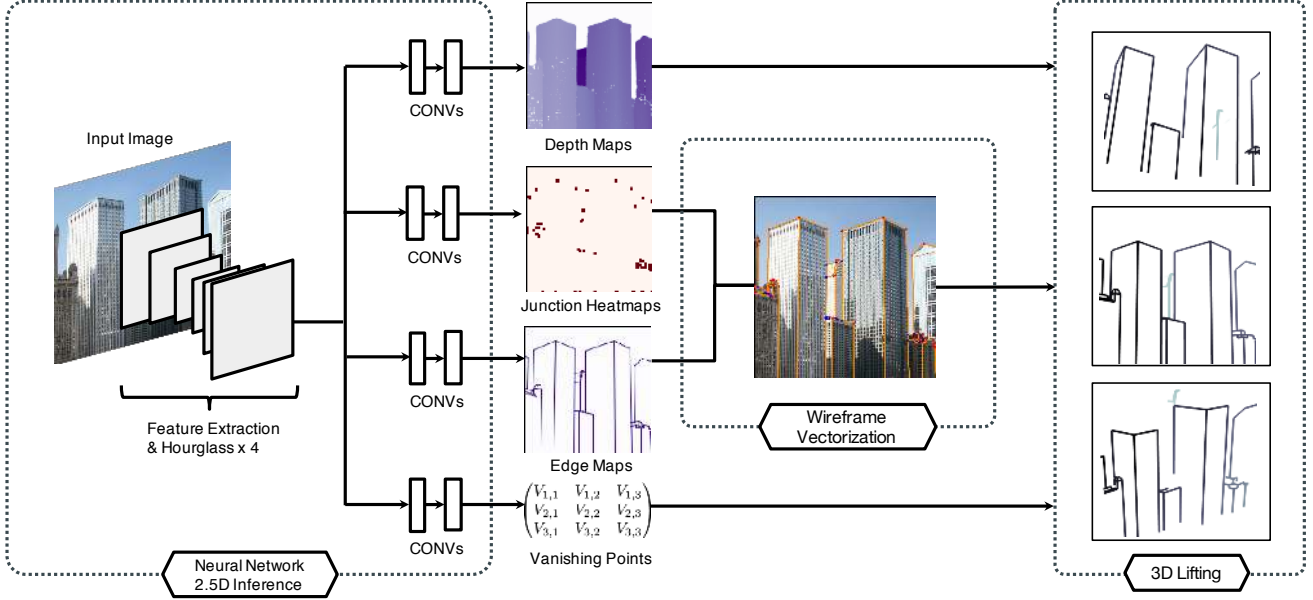 Input Image
Feature Extraction
& Hourglass x 4
CONVs
CONVs
CONVs
CONVs
Depth Maps
Junction Heatmaps
Edge Maps
V1,1 V1,2 V1,3
V2,1 V2,2 V2,3
V3,1 V3,2 V3,3
Vanishing Points
Neural Network
2.5D Inference
Wireframe
Vectorization
3D Lifting